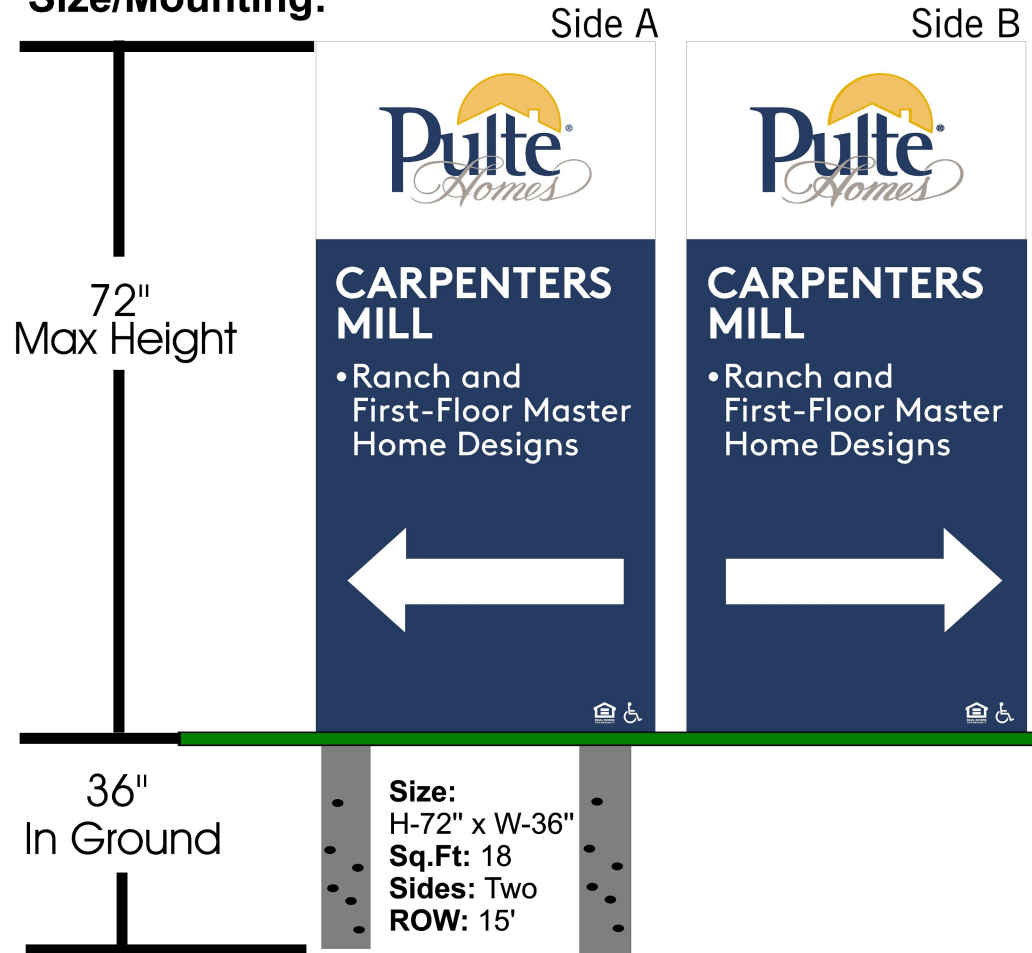 Size/Mounting:
Side A
Side B
Pulte®
Homes
Pulte®
Homes
72"
Max Height
CARPENTERS
MILL
•Ranch and
First-Floor Master
Home Designs
CARPENTERS
MILL
•Ranch and
First-Floor Master
Home Designs
36"
In Ground
Size:
H-72" x W-36"
Sq.Ft: 18
Sides: Two
ROW: 15'